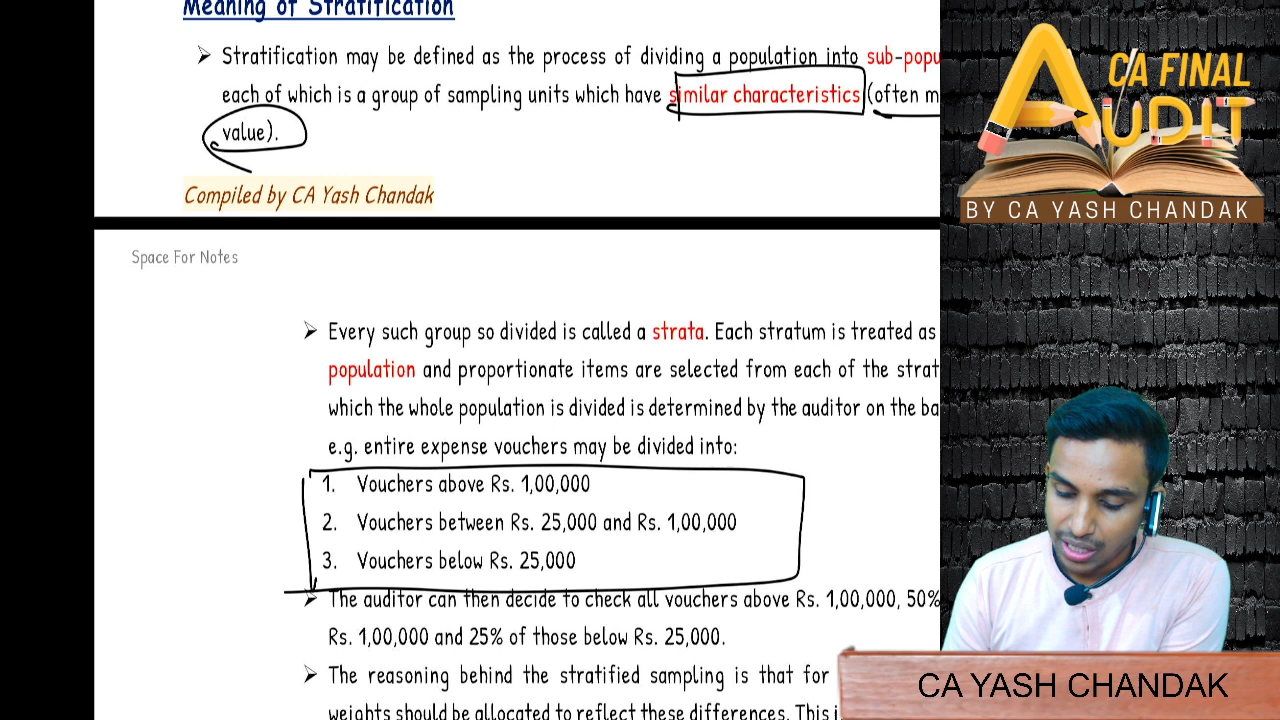 Meaning of Stratification
➢ Stratification may be defined as the process of dividing a population into sub-popu
each of which is a group of sampling units which have similar characteristics (often m
value).
Compiled by CA Yash Chandak
Space For Notes
➢ Every such group so divided is called a strata. Each stratum is treated as
population and proportionate items are selected from each of the strat
which the whole population is divided is determined by the auditor on the ba
e.g. entire expense vouchers may be divided into:
1. Vouchers above Rs. 1,00,000
2. Vouchers between Rs. 25,000 and Rs. 1,00,000
3. Vouchers below Rs. 25,000
➢ The auditor can then decide to check all vouchers above Rs. 1,00,000, 50%
Rs. 1,00,000 and 25% of those below Rs. 25,000.
➢ The reasoning behind the stratified sampling is that for
weights should be allocated to reflect these differences. This i
CA FINAL
AUDIT
BY CA YASH CHANDAK
CA YASH CHANDAK